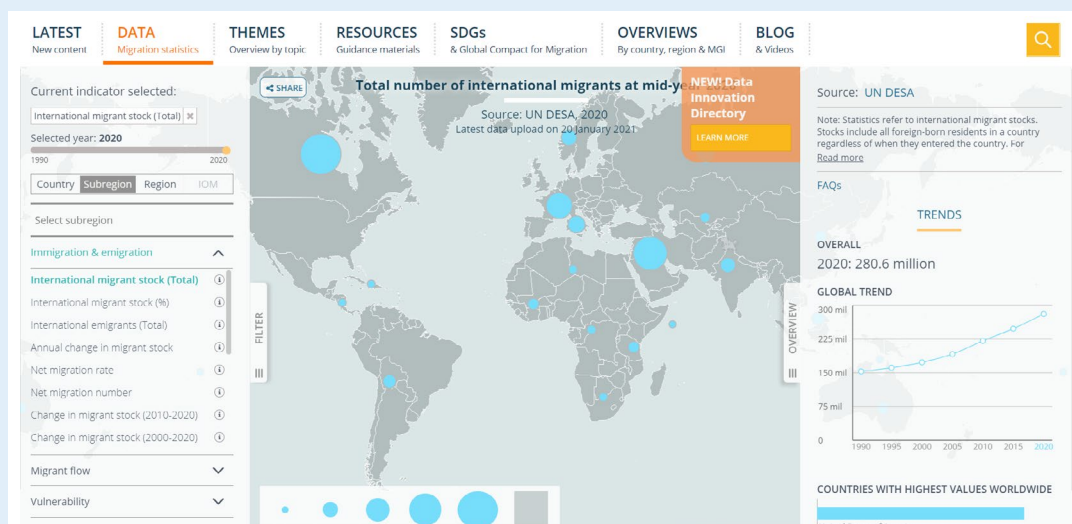 LATEST
New content
DATA
Migration statistics
THEMES
Overview by topic
RESOURCES
Guidance materials
SDGs
& Global Compact for Migration
OVERVIEWS
By country, region & MGI
BLOG
& Videos
Current indicator selected:
International migrant stock (Total)
Selected year: 2020
1990 2020
Country Subregion Region IOM
Select subregion
Immigration & emigration
International migrant stock (Total)
International migrant stock (%)
International emigrants (Total)
Annual change in migrant stock
Net migration rate
Net migration number
Change in migrant stock (2010-2020)
Change in migrant stock (2000-2020)
Migrant flow
Vulnerability
SHARE
Total number of international migrants at mid-year 2020
Source: UN DESA, 2020
Latest data upload on 20 January 2021
NEW! Data
Innovation
Directory
LEARN MORE
FILTER
OVERVIEW
Source: UN DESA
Note: Statistics refer to international migrant stocks.
Stocks include all foreign-born residents in a country
regardless of when they entered the country. For
Read more
FAQs
TRENDS
OVERALL
2020: 280.6 million
GLOBAL TREND
300 mil
225 mil
150 mil
75 mil
0
1990 1995 2000 2005 2010 2015 2020
COUNTRIES WITH HIGHEST VALUES WORLDWIDE